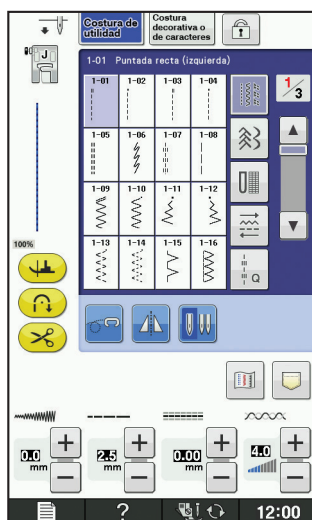 Costura de utilidad
Costura decorativa o de caracteres
J
1-01 Puntada recta (izquierda)
1/3
1-01 1-02 1-03 1-04
1-05 1-06 1-07 1-08
1-09 1-10 1-11 1-12
1-13 1-14 1-15 1-16
Q
100%
0.0 mm + −
2.5 mm + −
0.00 mm + −
4.0 + −
? 12:00